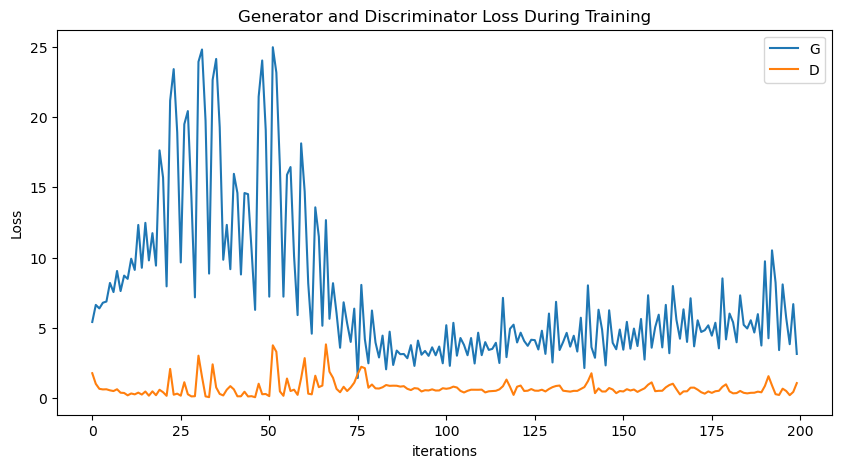 Generator and Discriminator Loss During Training
G
D
25
20
15
10
5
0
Loss
0 25 50 75 100 125 150 175 200
iterations